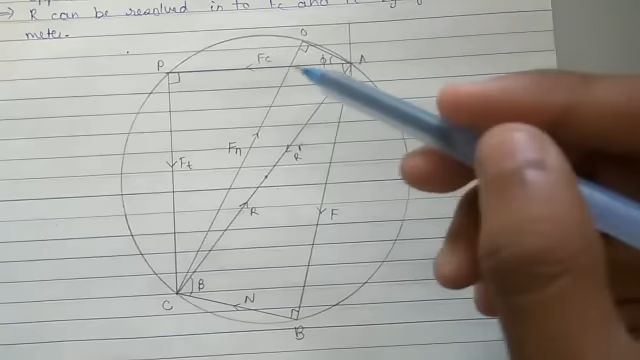 ⇒ R can be resolved in to Fc and
meter.
D
P
Fc
ϕ
A
Fn
R'
Ft
R
F
β
N
C
B